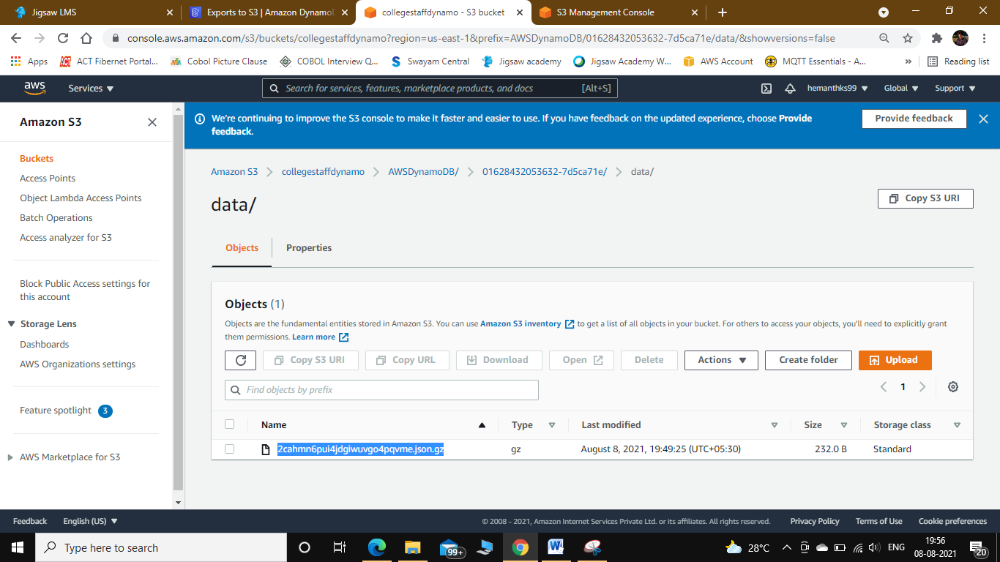 Jigsaw LMS
Exports to S3 | Amazon Dynamo
collegestaffdynamo - S3 bucket
S3 Management Console
console.aws.amazon.com/s3/buckets/collegestaffdynamo?region=us-east-1&prefix=AWSDynamoDB/01628432053632-7d5ca71e/data/&showversions=false
Apps
ACT Fibernet Portal...
Cobol Picture Clause
COBOL Interview Q...
Swayam Central
Jigsaw academy
Jigsaw Academy W...
AWS Account
MQTT Essentials - A...
»
Reading list
aws
Services
Search for services, features, marketplace products, and docs
[Alt+S]
hemanthks99
Global
Support
Amazon S3
We're continuing to improve the S3 console to make it faster and easier to use. If you have feedback on the updated experience, choose Provide
feedback.
Provide feedback
Buckets
Access Points
Object Lambda Access Points
Batch Operations
Access analyzer for S3
Block Public Access settings for
this account
Storage Lens
Dashboards
AWS Organizations settings
Feature spotlight 3
AWS Marketplace for S3
Amazon S3 > collegestaffdynamo > AWSDynamoDB/ > 01628432053632-7d5ca71e/ > data/
data/
Copy S3 URI
Objects
Properties
Objects (1)
Objects are the fundamental entities stored in Amazon S3. You can use Amazon S3 inventory to get a list of all objects in your bucket. For others to access your objects, you'll need to explicitly grant
them permissions. Learn more
Copy S3 URI
Copy URL
Download
Open
Delete
Actions
Create folder
Upload
Find objects by prefix
1
Name
Type
Last modified
Size
Storage class
2cahmn6pui4jdgiwuvgo4pqvme.json.gz
gz
August 8, 2021, 19:49:25 (UTC+05:30)
232.0 B
Standard
Feedback
English (US)
© 2008 - 2021, Amazon Internet Services Private Ltd. or its affiliates. All rights reserved.
Privacy Policy
Terms of Use
Cookie preferences
Type here to search
99+
28°C
ENG
19:56
08-08-2021
20